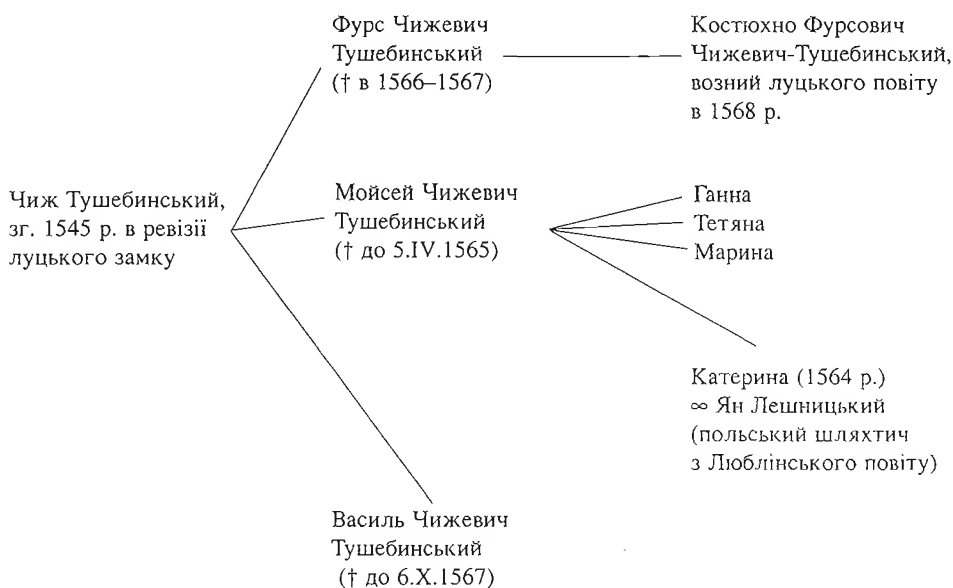 Фурс Чижевич
Тушебинський
(† в 1566–1567)
Костюхно Фурсович
Чижевич-Тушебинський,
возний луцького повіту
в 1568 р.
Чиж Тушебинський,
зг. 1545 р. в ревізії
луцького замку
Мойсей Чижевич
Тушебинський
(† до 5.IV.1565)
Ганна
Тетяна
Марина
Катерина (1564 р.)
∞ Ян Лешницький
(польський шляхтич
з Люблінського повіту)
Василь Чижевич
Тушебинський
(† до 6.X.1567)